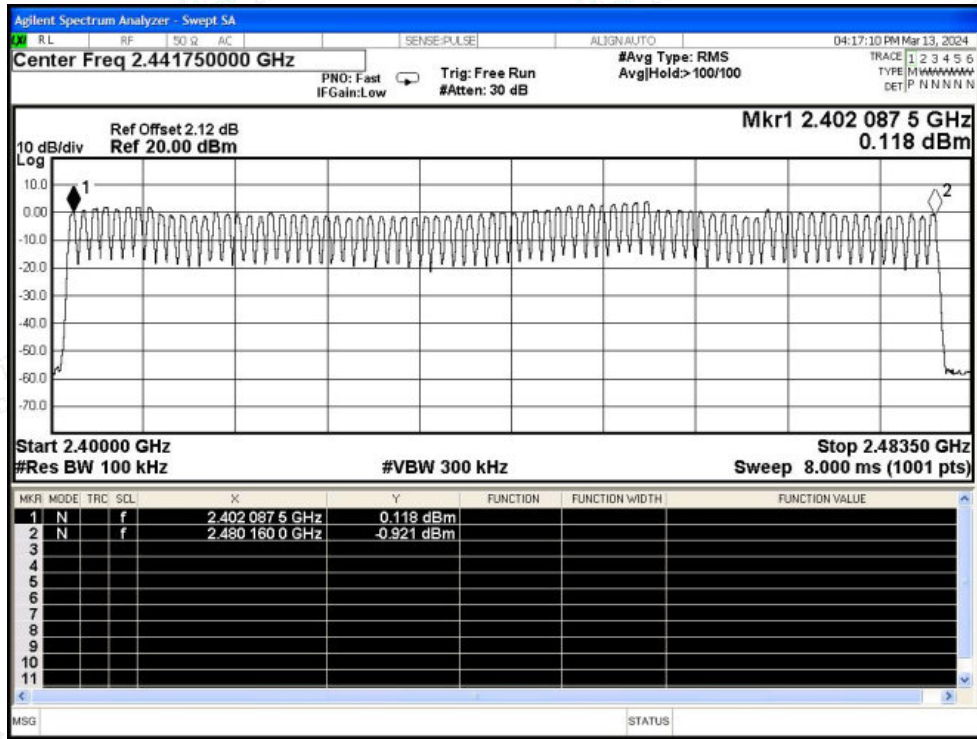 Agilent Spectrum Analyzer - Swept SA
LXI RL RF 50 Ω AC SENSE:PULSE ALIGNAUTO 04:17:10 PM Mar 13, 2024
Center Freq 2.441750000 GHz #Avg Type: RMS TRACE 1 2 3 4 5 6
PNO: Fast Trig: Free Run Avg|Hold:>100/100 TYPE M WWWWW
IFGain:Low #Atten: 30 dB DET P N N N N N
Mkr1 2.402 087 5 GHz
Ref Offset 2.12 dB
10 dB/div Ref 20.00 dBm 0.118 dBm
Log
10.0
1
2
0.00
-10.0
-20.0
-30.0
-40.0
-50.0
-60.0
-70.0
Start 2.40000 GHz Stop 2.48350 GHz
#Res BW 100 kHz #VBW 300 kHz Sweep 8.000 ms (1001 pts)
MKR MODE TRC SCL X Y FUNCTION FUNCTION WIDTH FUNCTION VALUE
1 N f 2.402 087 5 GHz 0.118 dBm
2 N f 2.480 160 0 GHz -0.921 dBm
3
4
5
6
7
8
9
10
11
MSG STATUS